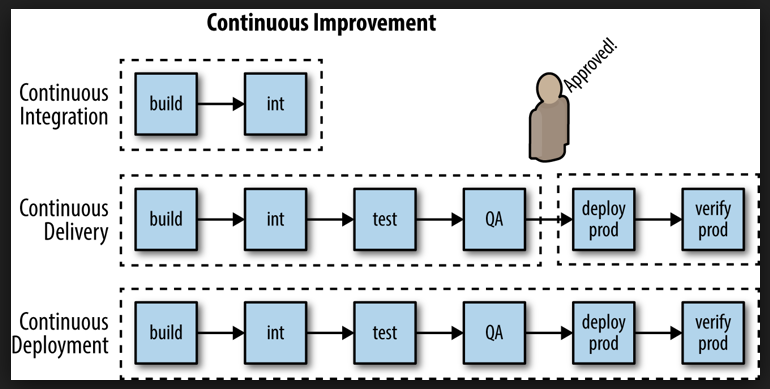 Continuous Improvement
Approved!
Continuous
Integration
build
int
Continuous
Delivery
build
int
test
QA
deploy
prod
verify
prod
Continuous
Deployment
build
int
test
QA
deploy
prod
verify
prod